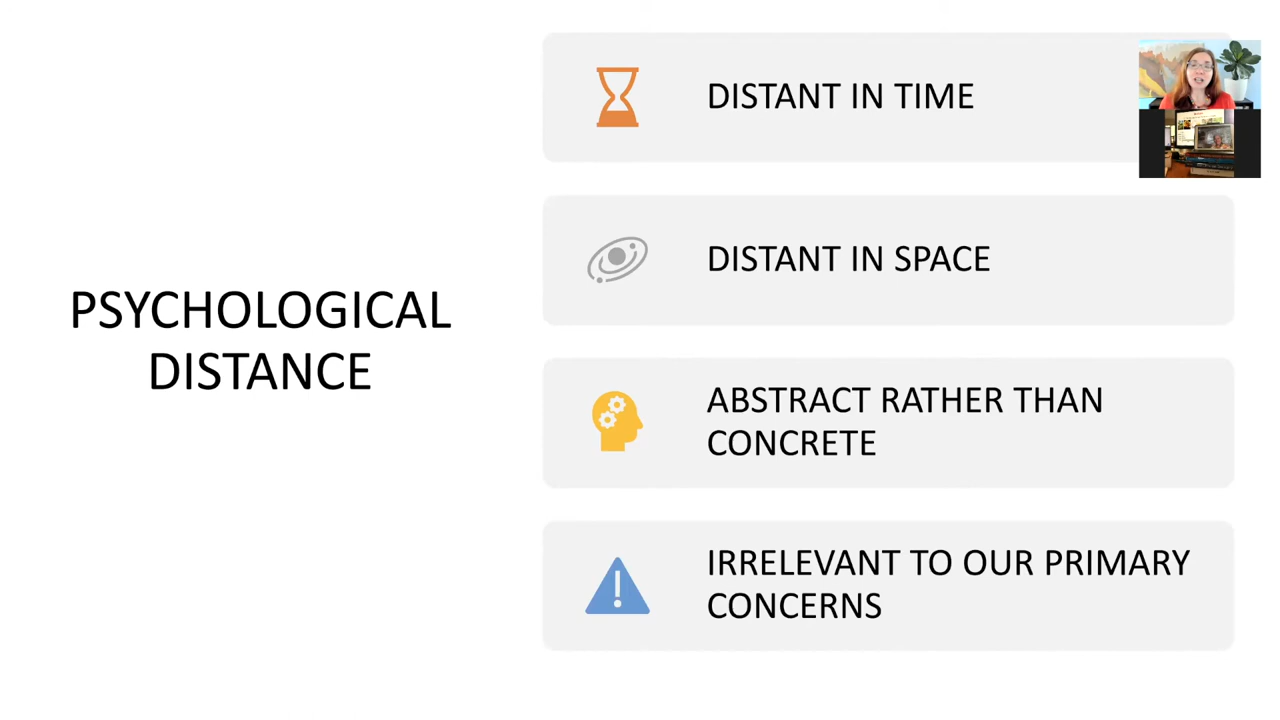 PSYCHOLOGICAL
DISTANCE
DISTANT IN TIME
DISTANT IN SPACE
ABSTRACT RATHER THAN
CONCRETE
IRRELEVANT TO OUR PRIMARY
CONCERNS